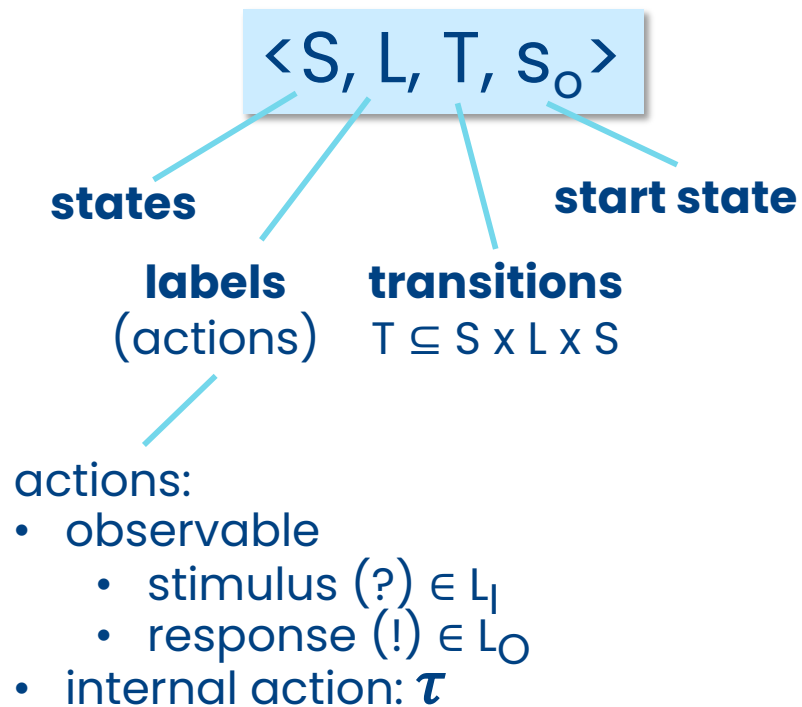 <S, L, T, s₀>
states
start state
labels
transitions
(actions)
T ⊆ S x L x S
actions:
• observable
• stimulus (?) ∈ L_I
• response (!) ∈ L_O
• internal action: τ